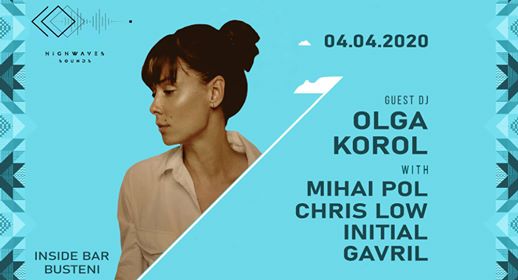 HIGHWAVES
SOUNDS
04.04.2020
GUEST DJ
OLGA
KOROL
WITH
MIHAI POL
CHRIS LOW
INITIAL
GAVRIL
INSIDE BAR
BUSTENI